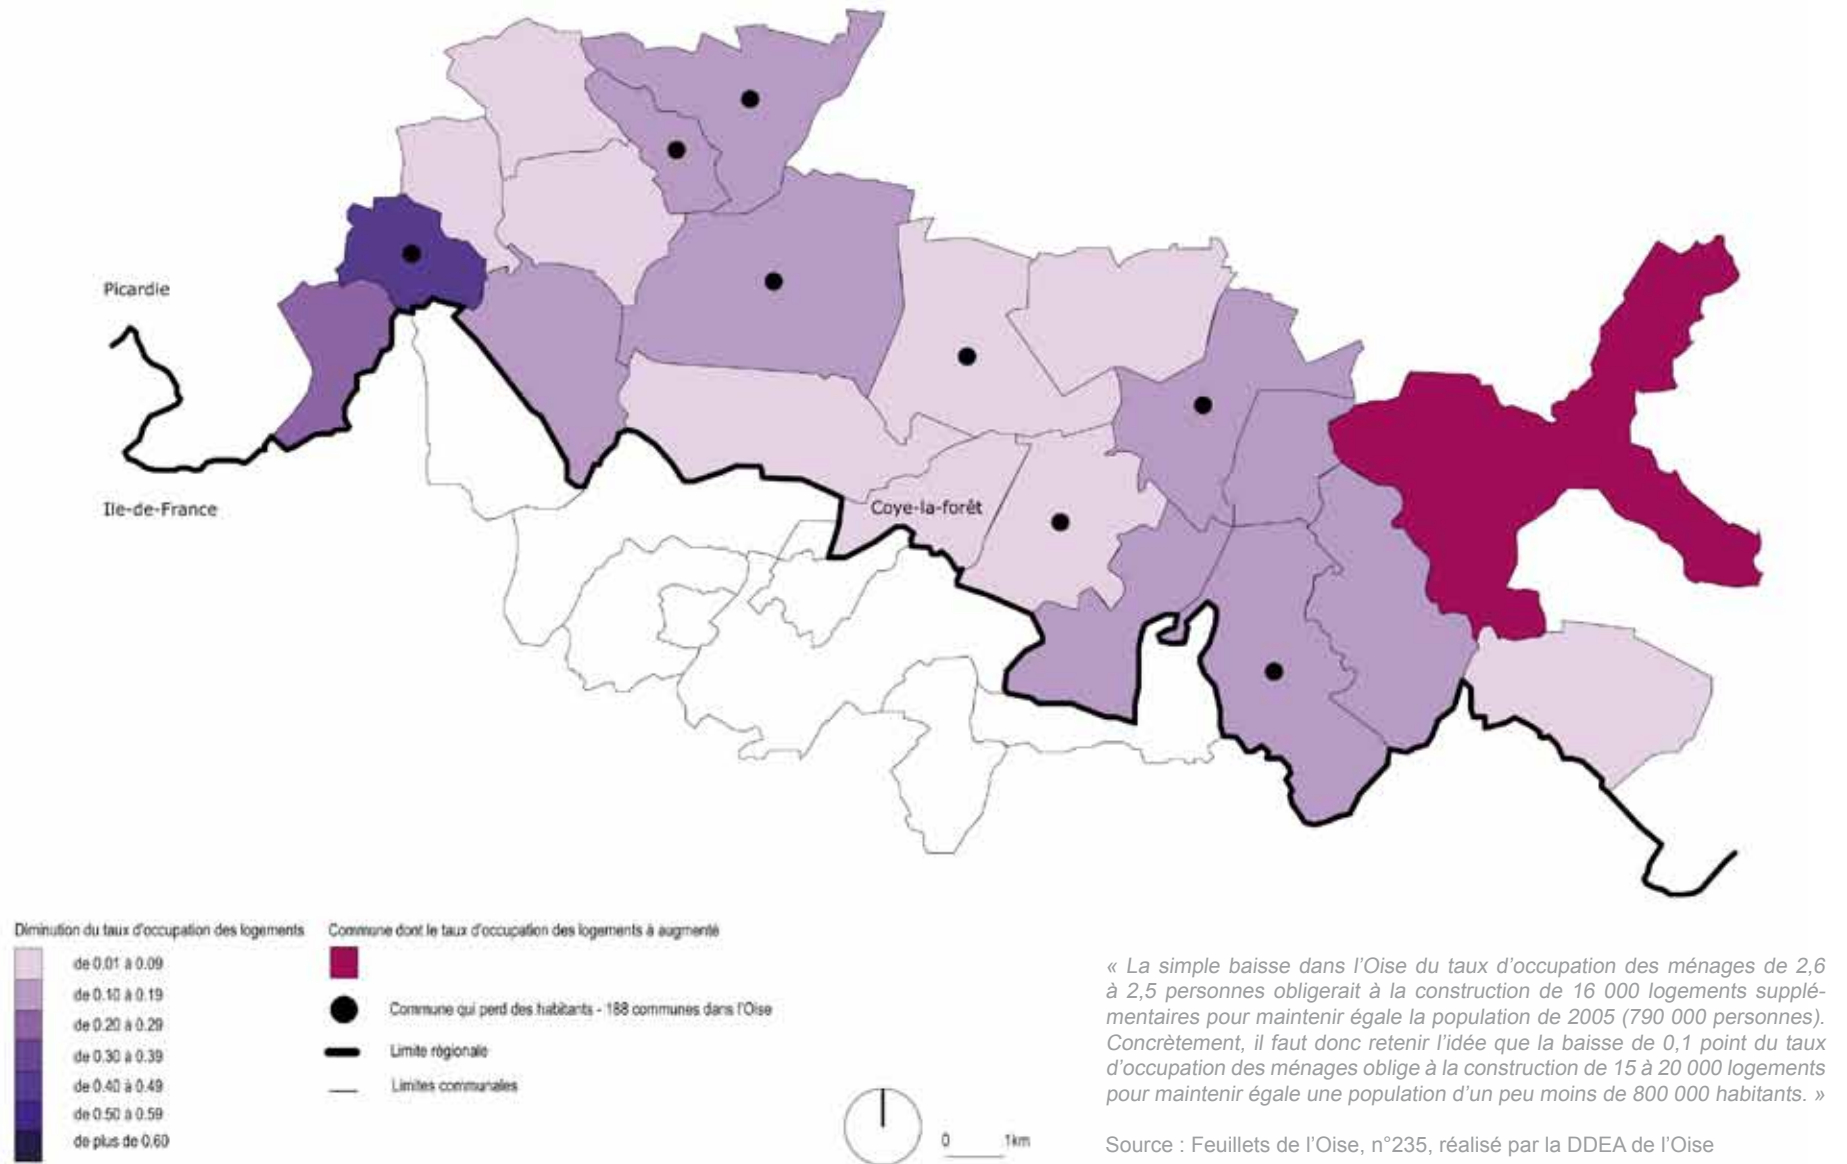 Picardie
Ile-de-France
Coye-la-forêt
Diminution du taux d'occupation des logements
de 0.01 à 0.09
de 0.10 à 0.19
de 0.20 à 0.29
de 0.30 à 0.39
de 0.40 à 0.49
de 0.50 à 0.59
de plus de 0.60
Commune dont le taux d'occupation des logements à augmenté
Commune qui perd des habitants - 188 communes dans l'Oise
Limite régionale
Limites communales
0 1km
« La simple baisse dans l'Oise du taux d'occupation des ménages de 2,6
à 2,5 personnes obligerait à la construction de 16 000 logements supplé-
mentaires pour maintenir égale la population de 2005 (790 000 personnes).
Concrètement, il faut donc retenir l'idée que la baisse de 0,1 point du taux
d'occupation des ménages oblige à la construction de 15 à 20 000 logements
pour maintenir égale une population d'un peu moins de 800 000 habitants. »
Source : Feuillets de l'Oise, n°235, réalisé par la DDEA de l'Oise